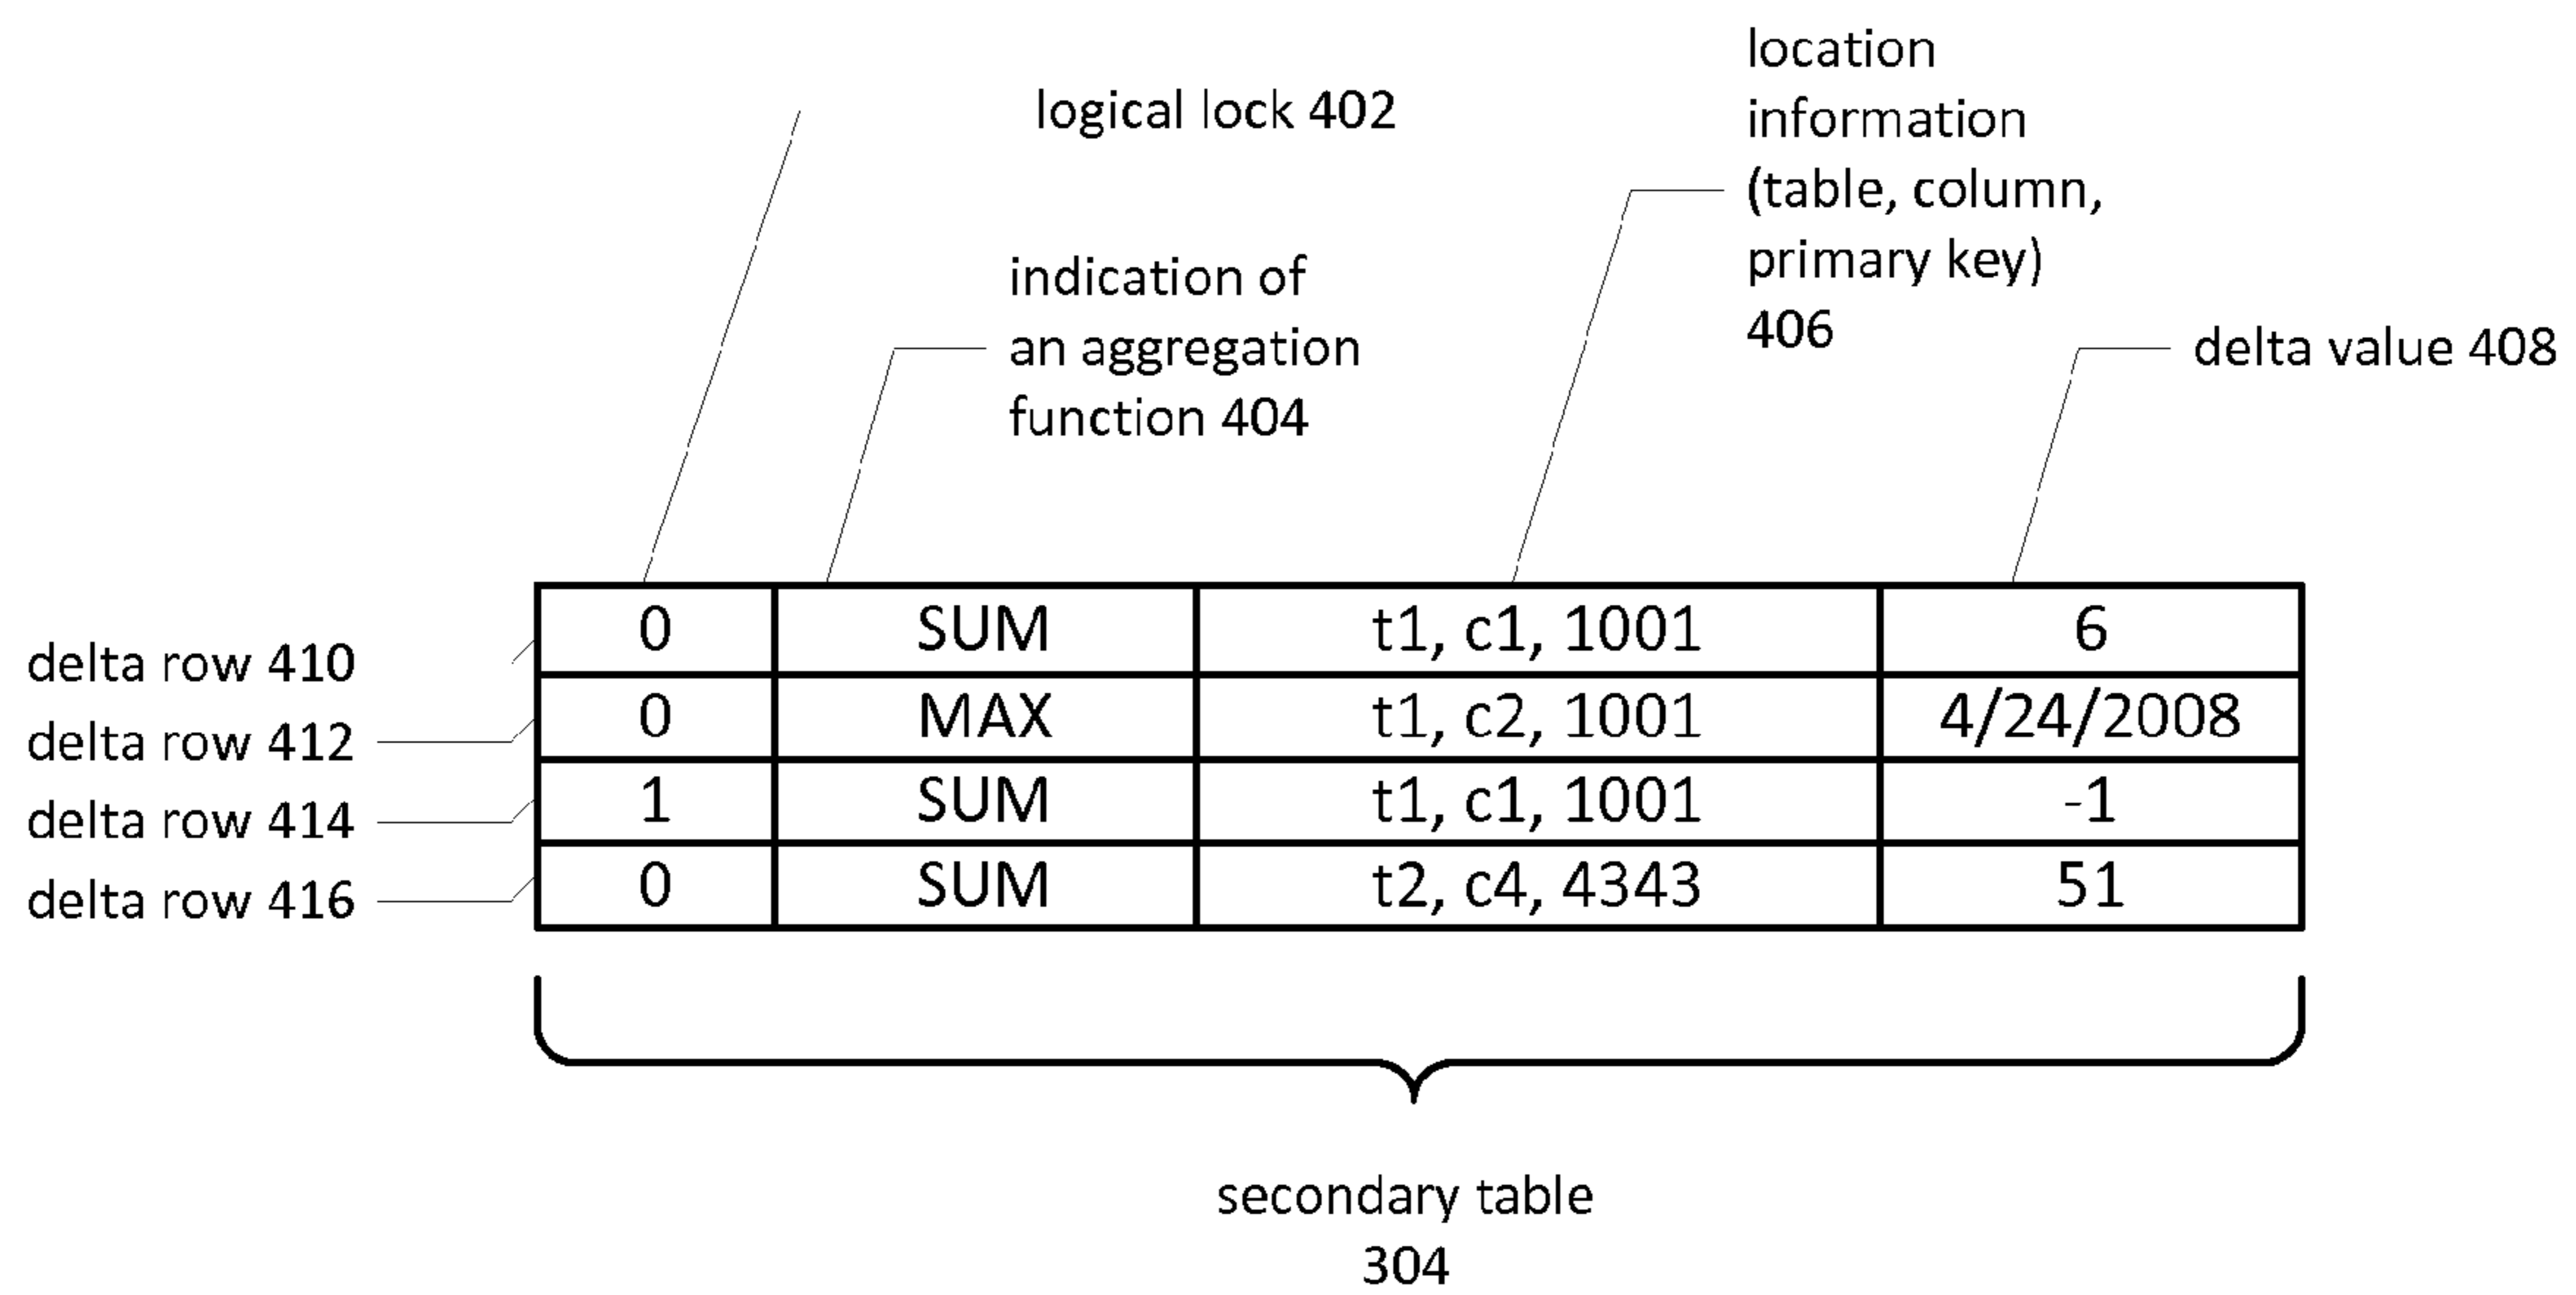 logical lock 402
location
information
(table, column,
primary key)
406
indication of
an aggregation
function 404
delta value 408
delta row 410
delta row 412
delta row 414
delta row 416
0 SUM t1, c1, 1001 6
0 MAX t1, c2, 1001 4/24/2008
1 SUM t1, c1, 1001 -1
0 SUM t2, c4, 4343 51
secondary table
304